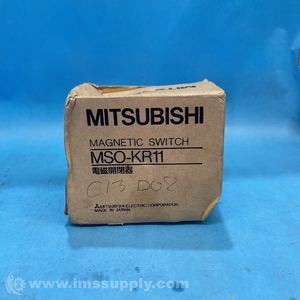 MITSUBISHI
MAGNETIC SWITCH
MSO-KR11
電磁開閉器
C13 D08
MITSUBISHI ELECTRIC CORPORATION
MADE IN JAPAN
© www.imssupply.com/